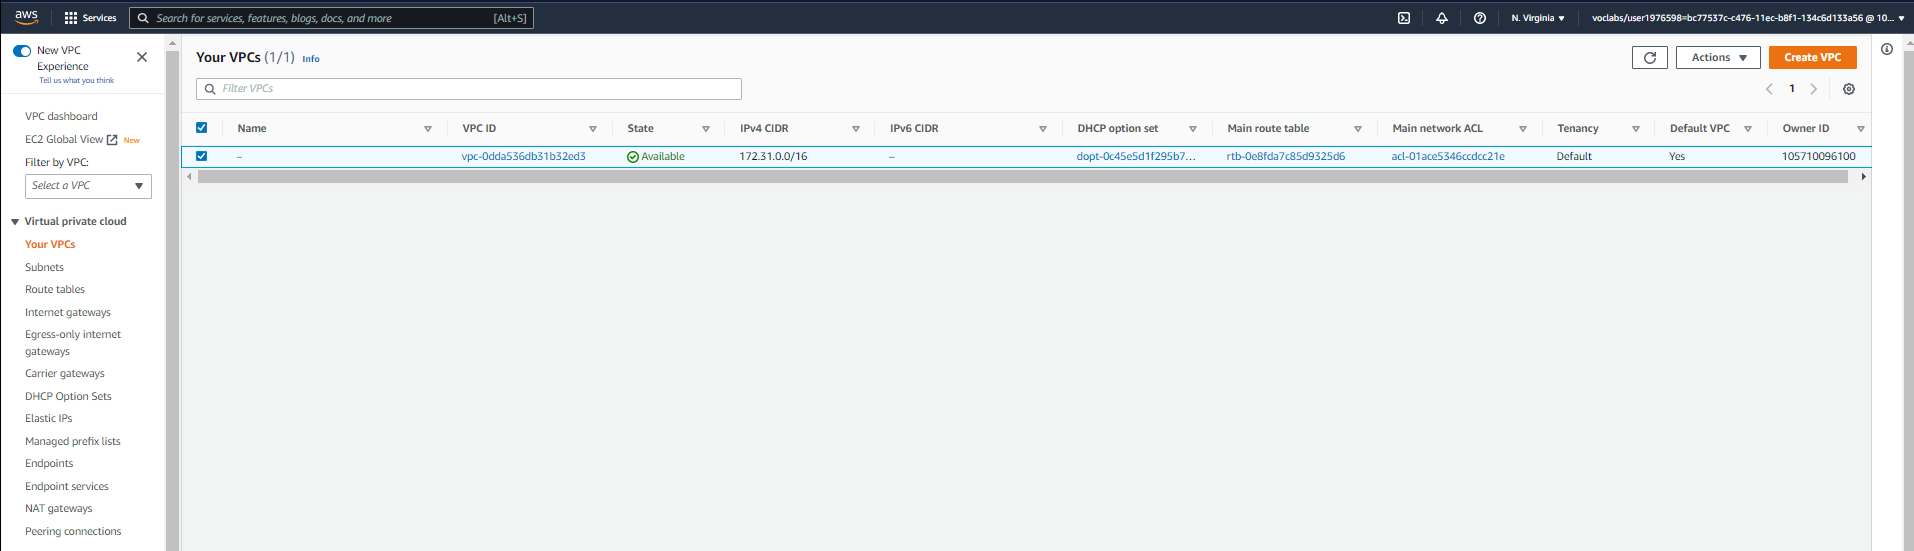 aws Services Search for services, features, blogs, docs, and more [Alt+S] N. Virginia voclabs/user1976598=bc77537c-c476-11ec-b8f1-134c6d133a56 @ 10...
New VPC
Experience
Tell us what you think
VPC dashboard
EC2 Global View New
Filter by VPC:
Select a VPC
Virtual private cloud
Your VPCs
Subnets
Route tables
Internet gateways
Egress-only internet
gateways
Carrier gateways
DHCP Option Sets
Elastic IPs
Managed prefix lists
Endpoints
Endpoint services
NAT gateways
Peering connections
Your VPCs (1/1) Info Actions Create VPC
Filter VPCs 1
Name VPC ID State IPv4 CIDR IPv6 CIDR DHCP option set Main route table Main network ACL Tenancy Default VPC Owner ID
– vpc-0dda536db31b32ed3 Available 172.31.0.0/16 – dopt-0c45e5d1f295b7... rtb-0e8fda7c85d9325d6 acl-01ace5346ccdcc21e Default Yes 105710096100